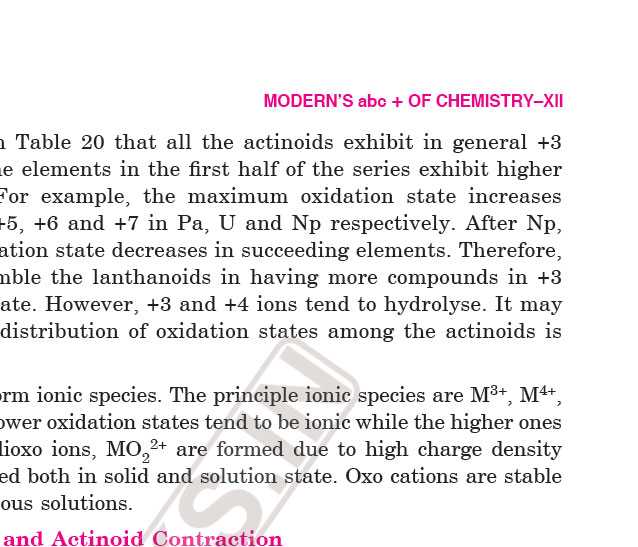 MODERN'S abc + OF CHEMISTRY–XII
Table 20 that all the actinoids exhibit in general +3
elements in the first half of the series exhibit higher
For example, the maximum oxidation state increases
+5, +6 and +7 in Pa, U and Np respectively. After Np,
ation state decreases in succeeding elements. Therefore,
mble the lanthanoids in having more compounds in +3
ate. However, +3 and +4 ions tend to hydrolyse. It may
distribution of oxidation states among the actinoids is
orm ionic species. The principle ionic species are M³⁺, M⁴⁺,
ower oxidation states tend to be ionic while the higher ones
dioxo ions, MO₂²⁺ are formed due to high charge density
ed both in solid and solution state. Oxo cations are stable
ous solutions.
and Actinoid Contraction
S.IN